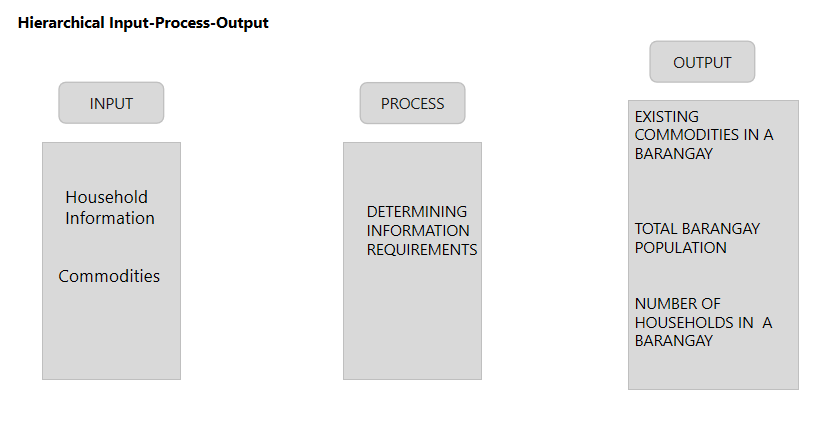 Hierarchical Input-Process-Output
INPUT
Household
Information
Commodities
PROCESS
DETERMINING
INFORMATION
REQUIREMENTS
OUTPUT
EXISTING
COMMODITIES IN A
BARANGAY
TOTAL BARANGAY
POPULATION
NUMBER OF
HOUSEHOLDS IN  A
BARANGAY